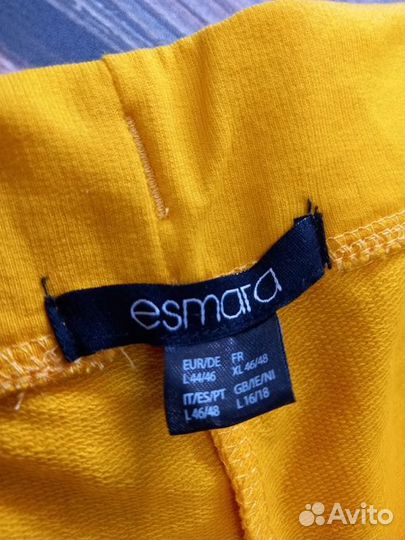 esmara
EUR/DE FR
L 44/46 XL 46/48
IT/ES/PT GB/IE/NI
L 46/48 L 16/18
Avito